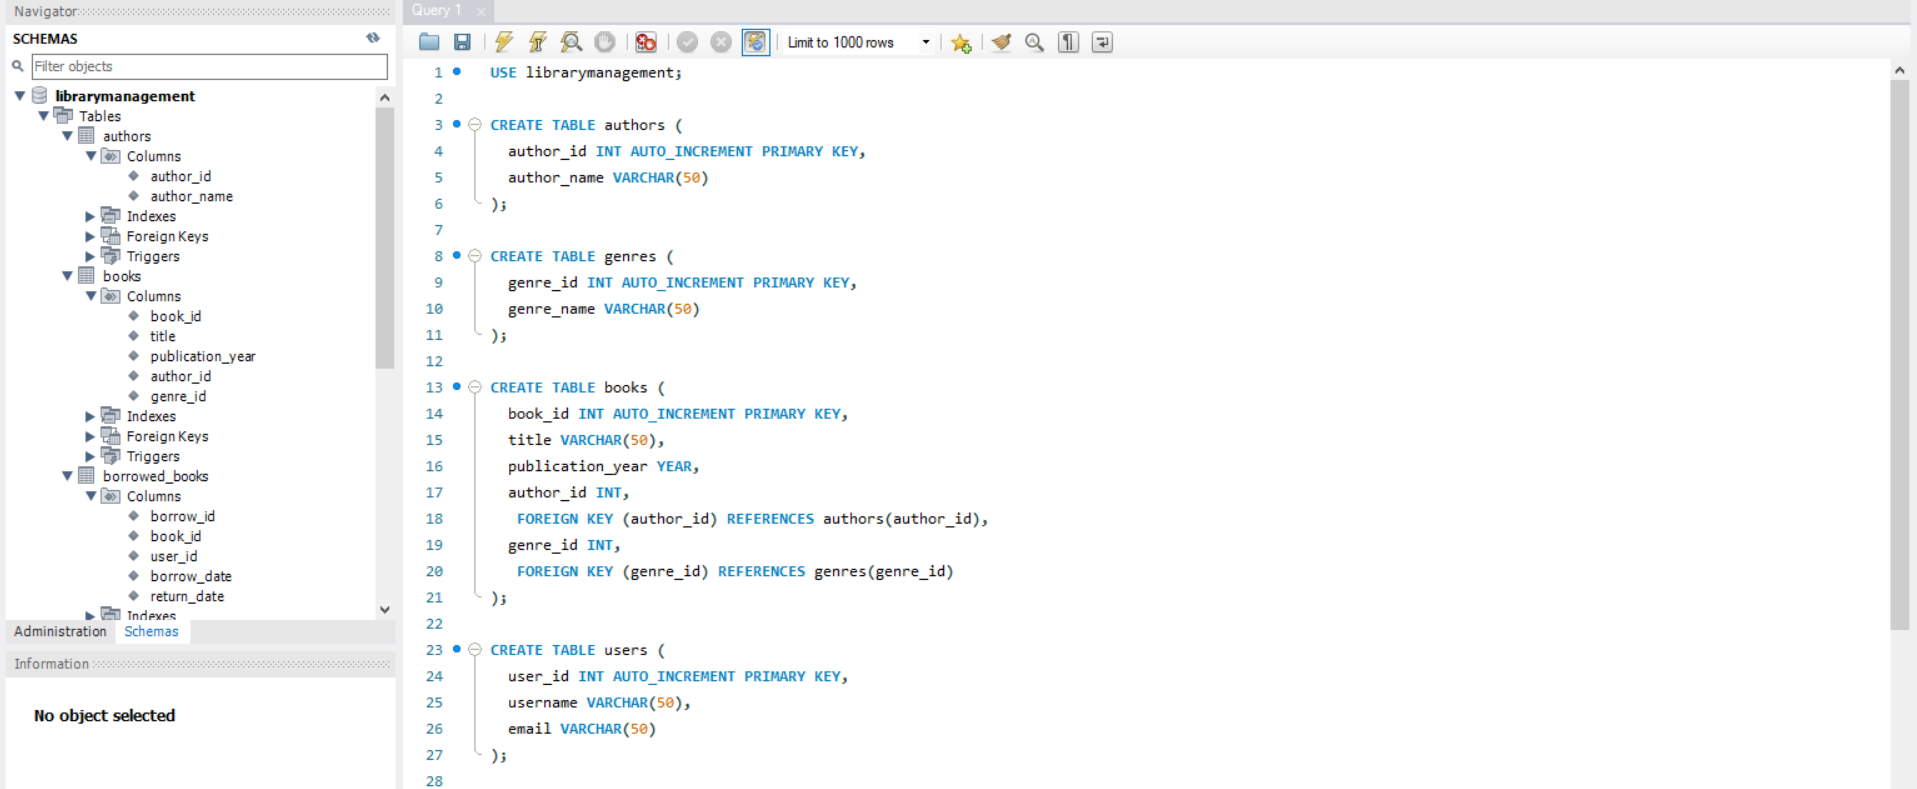 Navigator
SCHEMAS
Filter objects
librarymanagement
Tables
authors
Columns
author_id
author_name
Indexes
Foreign Keys
Triggers
books
Columns
book_id
title
publication_year
author_id
genre_id
Indexes
Foreign Keys
Triggers
borrowed_books
Columns
borrow_id
book_id
user_id
borrow_date
return_date
Indexes
Administration Schemas
Information
No object selected
Query 1
Limit to 1000 rows
1 USE librarymanagement;
2
3 CREATE TABLE authors (
4 author_id INT AUTO_INCREMENT PRIMARY KEY,
5 author_name VARCHAR(50)
6 );
7
8 CREATE TABLE genres (
9 genre_id INT AUTO_INCREMENT PRIMARY KEY,
10 genre_name VARCHAR(50)
11 );
12
13 CREATE TABLE books (
14 book_id INT AUTO_INCREMENT PRIMARY KEY,
15 title VARCHAR(50),
16 publication_year YEAR,
17 author_id INT,
18 FOREIGN KEY (author_id) REFERENCES authors(author_id),
19 genre_id INT,
20 FOREIGN KEY (genre_id) REFERENCES genres(genre_id)
21 );
22
23 CREATE TABLE users (
24 user_id INT AUTO_INCREMENT PRIMARY KEY,
25 username VARCHAR(50),
26 email VARCHAR(50)
27 );
28